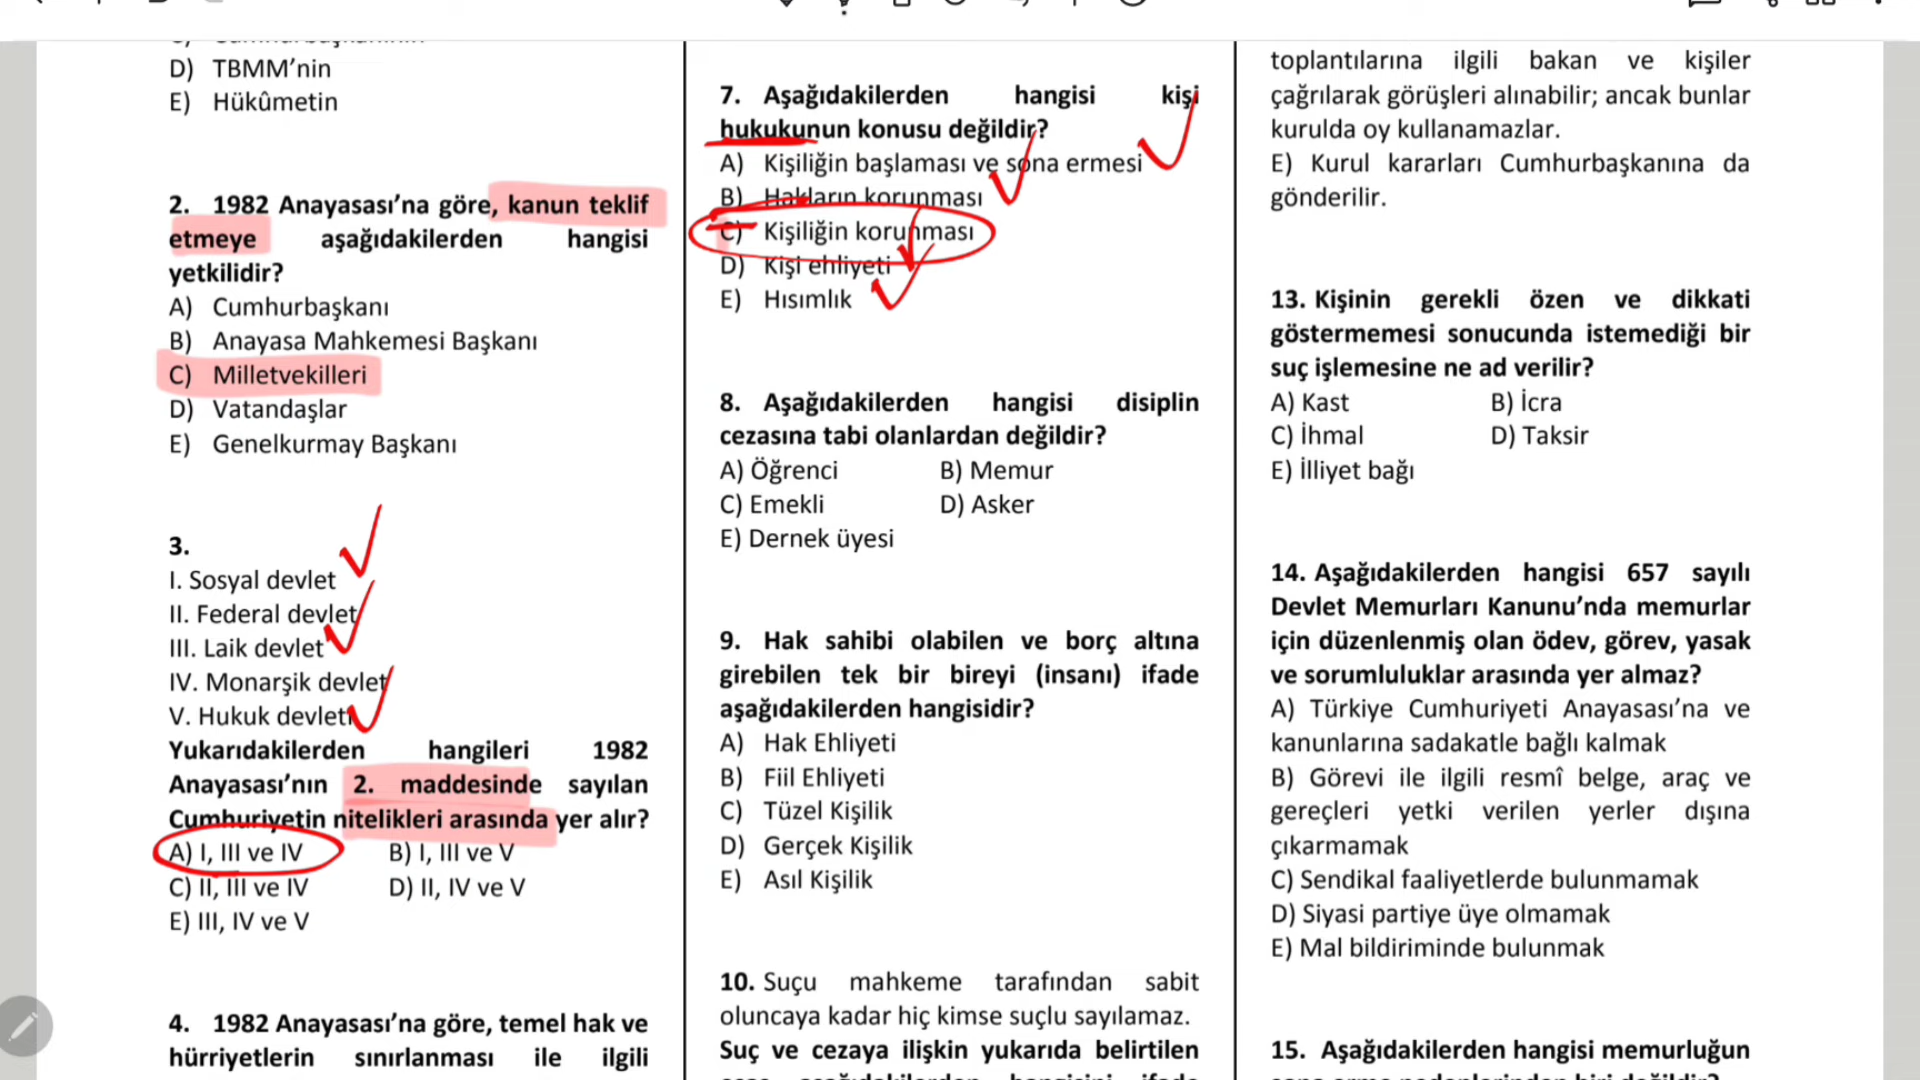 D) TBMM’nin
E) Hükûmetin
2. 1982 Anayasası’na göre, kanun teklif
etmeye aşağıdakilerden hangisi
yetkilidir?
A) Cumhurbaşkanı
B) Anayasa Mahkemesi Başkanı
C) Milletvekilleri
D) Vatandaşlar
E) Genelkurmay Başkanı
3.
I. Sosyal devlet
II. Federal devlet
III. Laik devlet
IV. Monarşik devlet
V. Hukuk devleti
Yukarıdakilerden hangileri 1982
Anayasası’nın 2. maddesinde sayılan
Cumhuriyetin nitelikleri arasında yer alır?
A) I, III ve IV B) I, III ve V
C) II, III ve IV D) II, IV ve V
E) III, IV ve V
4. 1982 Anayasası’na göre, temel hak ve
hürriyetlerin sınırlanması ile ilgili
7. Aşağıdakilerden hangisi kişi
hukukunun konusu değildir?
A) Kişiliğin başlaması ve sona ermesi
B) Hakların korunması
C) Kişiliğin korunması
D) Kişi ehliyeti
E) Hısımlık
8. Aşağıdakilerden hangisi disiplin
cezasına tabi olanlardan değildir?
A) Öğrenci B) Memur
C) Emekli D) Asker
E) Dernek üyesi
9. Hak sahibi olabilen ve borç altına
girebilen tek bir bireyi (insanı) ifade
aşağıdakilerden hangisidir?
A) Hak Ehliyeti
B) Fiil Ehliyeti
C) Tüzel Kişilik
D) Gerçek Kişilik
E) Asıl Kişilik
10. Suçu mahkeme tarafından sabit
oluncaya kadar hiç kimse suçlu sayılamaz.
Suç ve cezaya ilişkin yukarıda belirtilen
toplantılarına ilgili bakan ve kişiler
çağrılarak görüşleri alınabilir; ancak bunlar
kurulda oy kullanamazlar.
E) Kurul kararları Cumhurbaşkanına da
gönderilir.
13. Kişinin gerekli özen ve dikkati
göstermemesi sonucunda istemediği bir
suç işlemesine ne ad verilir?
A) Kast B) İcra
C) İhmal D) Taksir
E) İlliyet bağı
14. Aşağıdakilerden hangisi 657 sayılı
Devlet Memurları Kanunu’nda memurlar
için düzenlenmiş olan ödev, görev, yasak
ve sorumluluklar arasında yer almaz?
A) Türkiye Cumhuriyeti Anayasası’na ve
kanunlarına sadakatle bağlı kalmak
B) Görevi ile ilgili resmî belge, araç ve
gereçleri yetki verilen yerler dışına
çıkarmamak
C) Sendikal faaliyetlerde bulunmamak
D) Siyasi partiye üye olmamak
E) Mal bildiriminde bulunmak
15. Aşağıdakilerden hangisi memurluğun